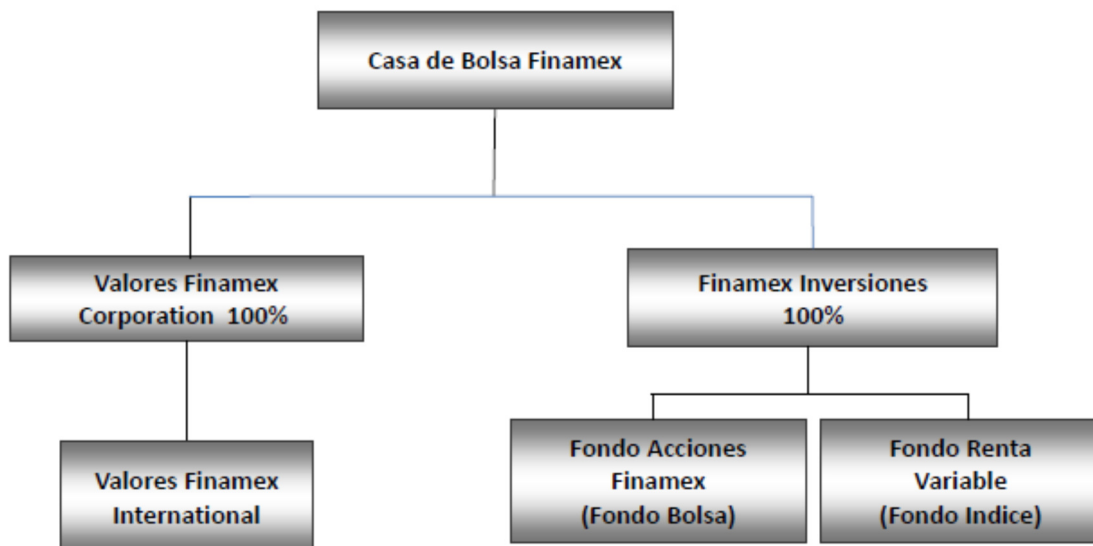 Casa de Bolsa Finamex
Valores Finamex
Corporation 100%
Finamex Inversiones
100%
Valores Finamex
International
Fondo Acciones
Finamex
(Fondo Bolsa)
Fondo Renta
Variable
(Fondo Indice)